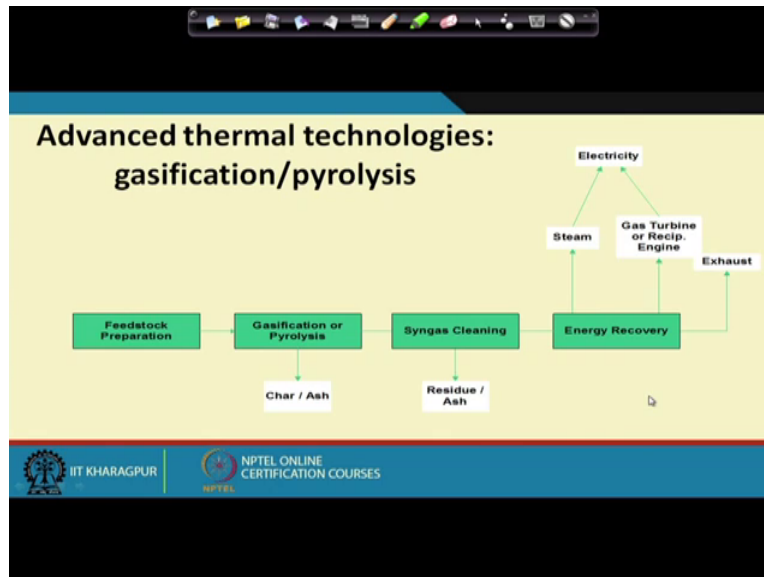 Advanced thermal technologies:
gasification/pyrolysis
Electricity
Steam
Gas Turbine
or Recip.
Engine
Exhaust
Feedstock
Preparation
Gasification or
Pyrolysis
Syngas Cleaning
Energy Recovery
Char / Ash
Residue /
Ash
IIT KHARAGPUR
NPTEL
NPTEL ONLINE
CERTIFICATION COURSES